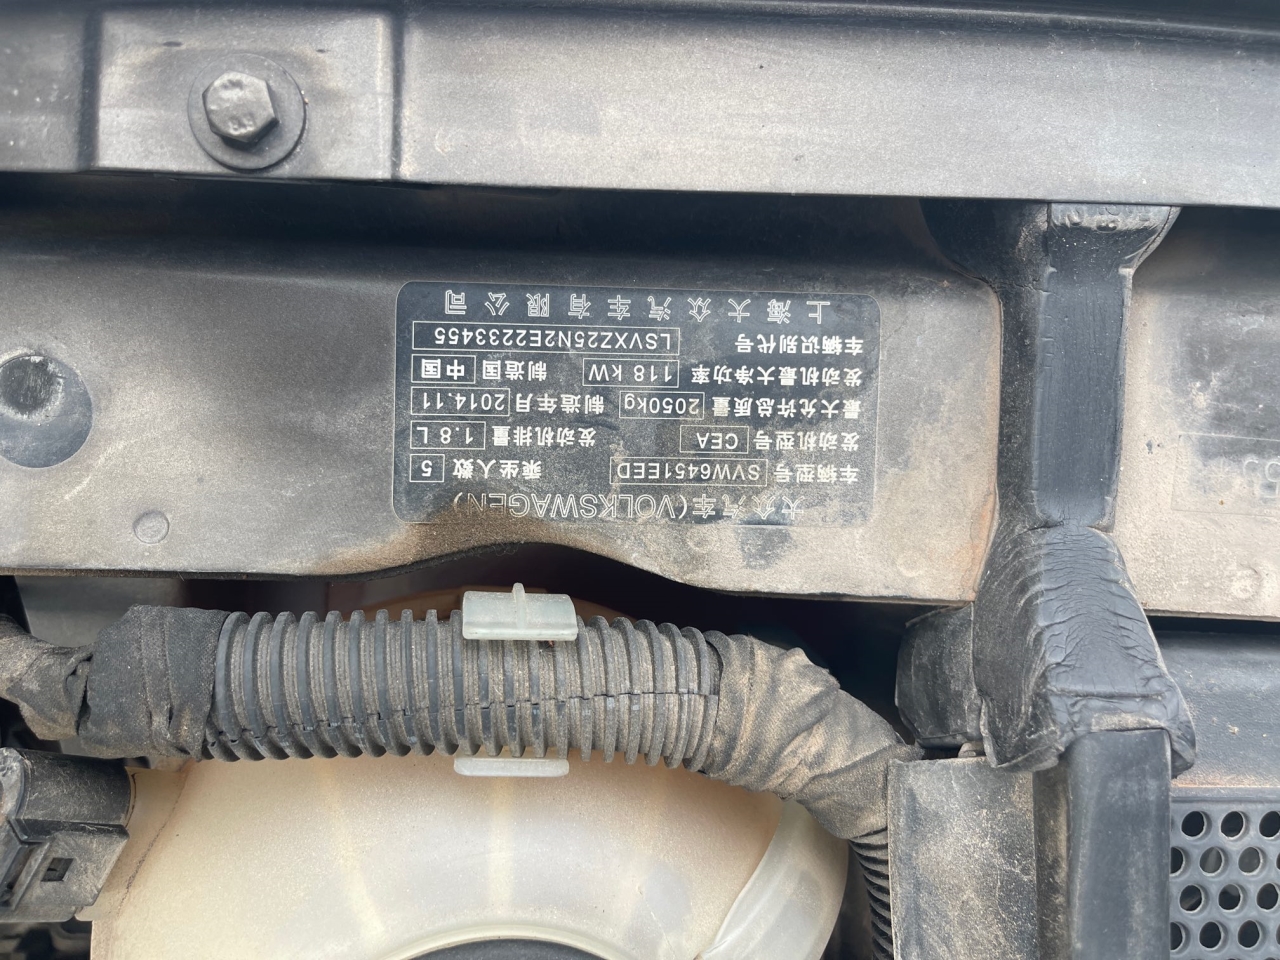 大众汽车(VOLKSWAGEN)
车辆型号 SVW6451EED 乘坐人数 5
发动机型号 CEA 发动机排量 1.8 L
最大允许总质量 2050kg 制造年月 2014.11
发动机最大净功率 118 kW 制造国 中国
车辆识别代号 LSVXZ25N2E2233455
上海大众汽车有限公司